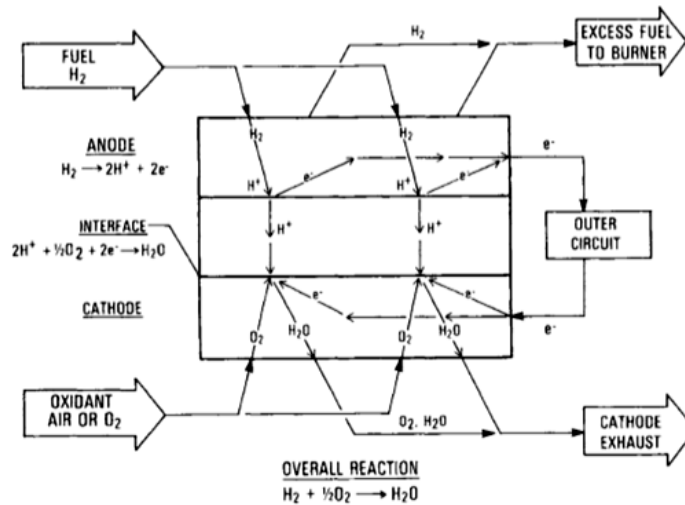 FUEL
H₂
H₂
EXCESS FUEL
TO BURNER
ANODE
H₂ → 2H⁺ + 2e⁻
H₂
H₂
e⁻
e⁻
e⁻
H⁺
H⁺
INTERFACE
2H⁺ + ½O₂ + 2e⁻ → H₂O
H⁺
H⁺
OUTER
CIRCUIT
CATHODE
e⁻
e⁻
e⁻
O₂
H₂O
O₂
H₂O
OXIDANT
AIR OR O₂
O₂. H₂O
CATHODE
EXHAUST
OVERALL REACTION
H₂ + ½O₂ → H₂O